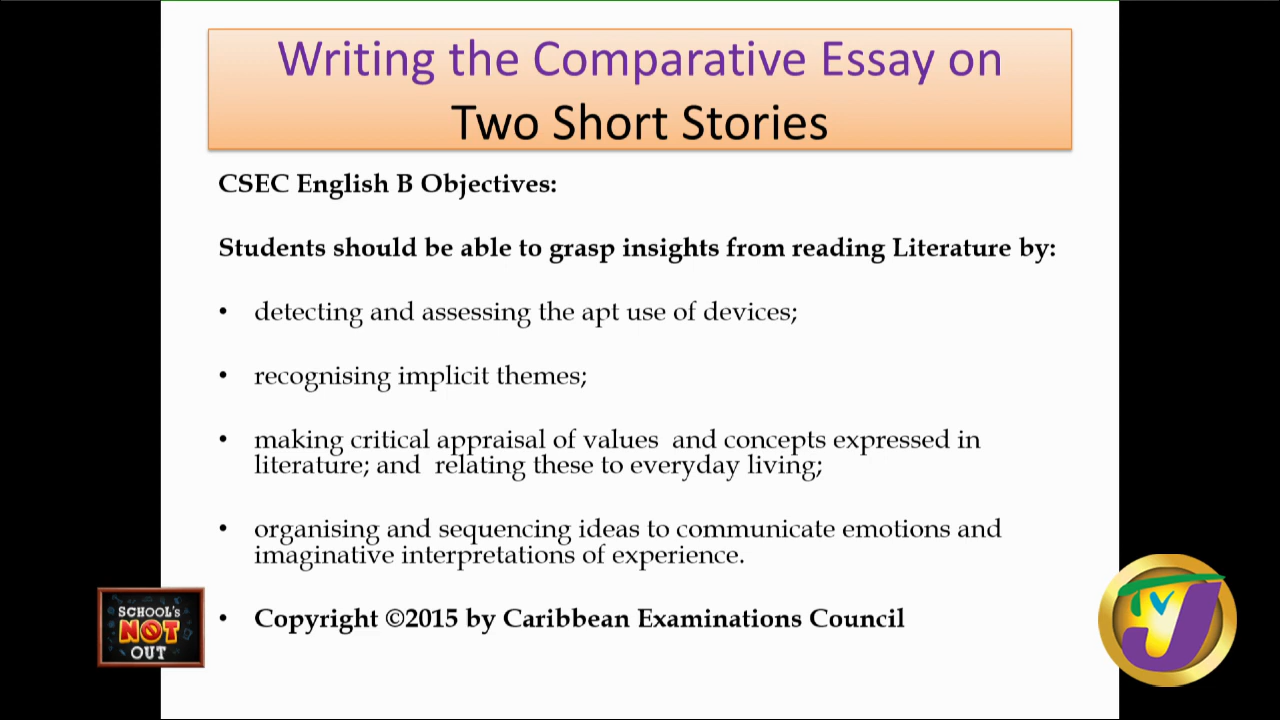 Writing the Comparative Essay on
Two Short Stories
CSEC English B Objectives:
Students should be able to grasp insights from reading Literature by:
• detecting and assessing the apt use of devices;
• recognising implicit themes;
• making critical appraisal of values  and concepts expressed in
literature; and  relating these to everyday living;
• organising and sequencing ideas to communicate emotions and
imaginative interpretations of experience.
• Copyright ©2015 by Caribbean Examinations Council
SCHOOL'S
NOT
OUT
TVJ